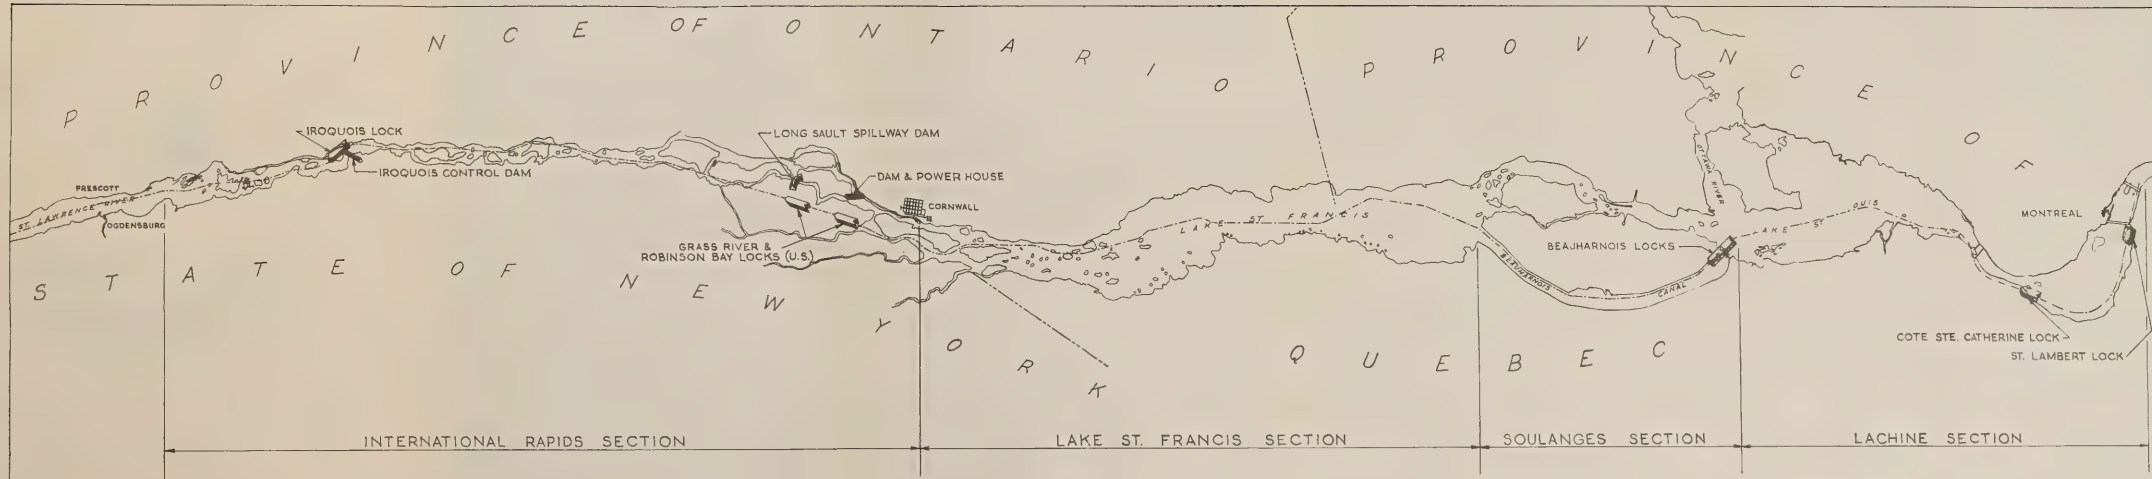 PROVINCE OF ONTARIO
PROVINCE OF
QUEBEC
STATE OF NEW YORK
IROQUOIS LOCK
IROQUOIS CONTROL DAM
PRESCOTT
ST. LAWRENCE RIVER
OGDENSBURG
LONG SAULT SPILLWAY DAM
DAM & POWER HOUSE
CORNWALL
GRASS RIVER &
ROBINSON BAY LOCKS (U.S.)
LAKE ST. FRANCIS
OTTAWA RIVER
BEAJHARNOIS LOCKS
BEAUHARNOIS CANAL
AKE ST OUIS
MONTREAL
COTE STE. CATHERINE LOCK
ST. LAMBERT LOCK
INTERNATIONAL RAPIDS SECTION
LAKE ST. FRANCIS SECTION
SOULANGES SECTION
LACHINE SECTION